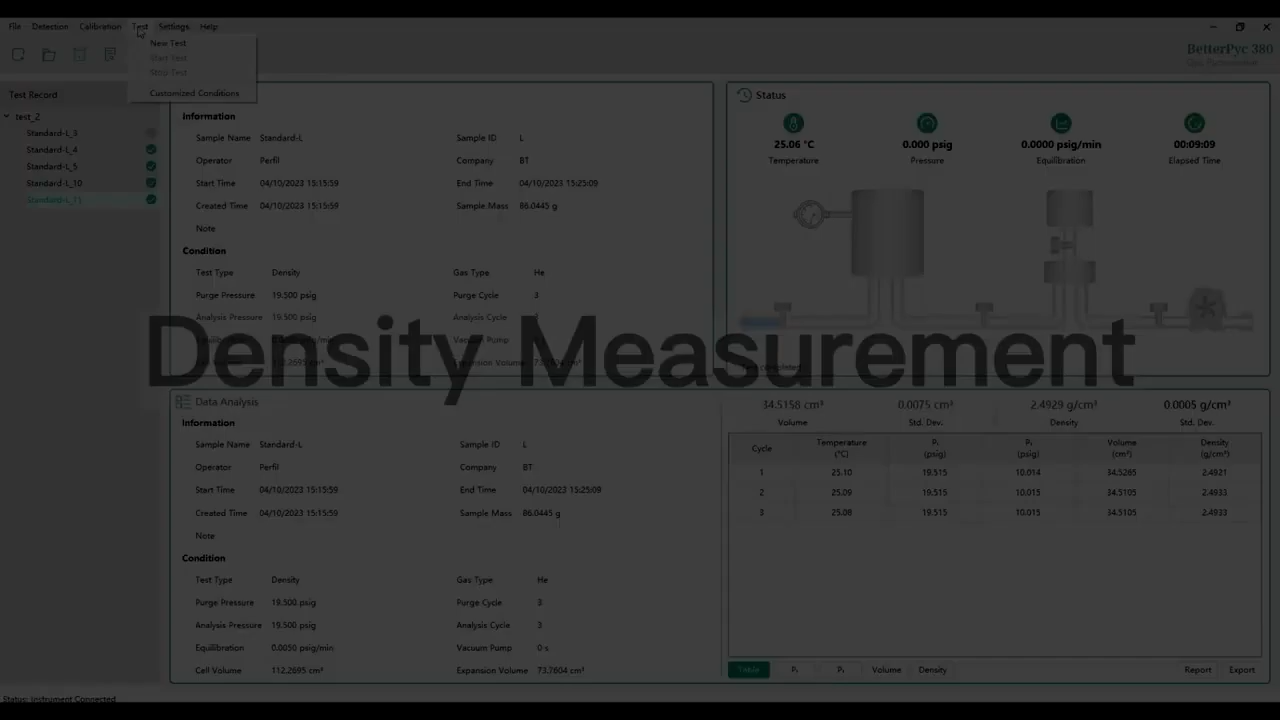 File Detection Calibration Test Settings Help
New Test
Start Test
Stop Test
Customized Conditions
BetterPyc 380
Gas Pycnometer
Test Record
test_2
Standard-L_3
Standard-L_4
Standard-L_5
Standard-L_10
Standard-L_11
Information
Sample Name Standard-L Sample ID L
Operator Perfil Company BT
Start Time 04/10/2023 15:15:59 End Time 04/10/2023 15:25:09
Created Time 04/10/2023 15:15:59 Sample Mass 86.0445 g
Note
Condition
Test Type Density Gas Type He
Purge Pressure 19.500 psig Purge Cycle 3
Analysis Pressure 19.500 psig Analysis Cycle
Vacuum Pump
112.2695 cm³ Expansion Volume
Status
25.06 °C 0.000 psig 0.0000 psig/min 00:09:09
Temperature Pressure Equilibration Elapsed Time
completed
Density Measurement
Data Analysis
Information
Sample Name Standard-L Sample ID L
Operator Perfil Company BT
Start Time 04/10/2023 15:15:59 End Time 04/10/2023 15:25:09
Created Time 04/10/2023 15:15:59 Sample Mass 86.0445 g
Note
Condition
Test Type Density Gas Type He
Purge Pressure 19.500 psig Purge Cycle 3
Analysis Pressure 19.500 psig Analysis Cycle 3
Equilibration 0.0050 psig/min Vacuum Pump 0 s
Cell Volume 112.2695 cm³ Expansion Volume 73.7604 cm³
34.5158 cm³ 0.0075 cm³ 2.4929 g/cm³ 0.0005 g/cm³
Volume Std. Dev. Density Std. Dev.
Cycle Temperature (°C) P₁ (psig) P₂ (psig) Volume (cm³) Density (g/cm³)
1 25.10 19.515 10.014 34.5265 2.4921
2 25.09 19.515 10.015 34.5105 2.4933
3 25.08 19.515 10.015 34.5105 2.4933
Table P₁ P₂ Volume Density Report Export
Status: Instrument Connected